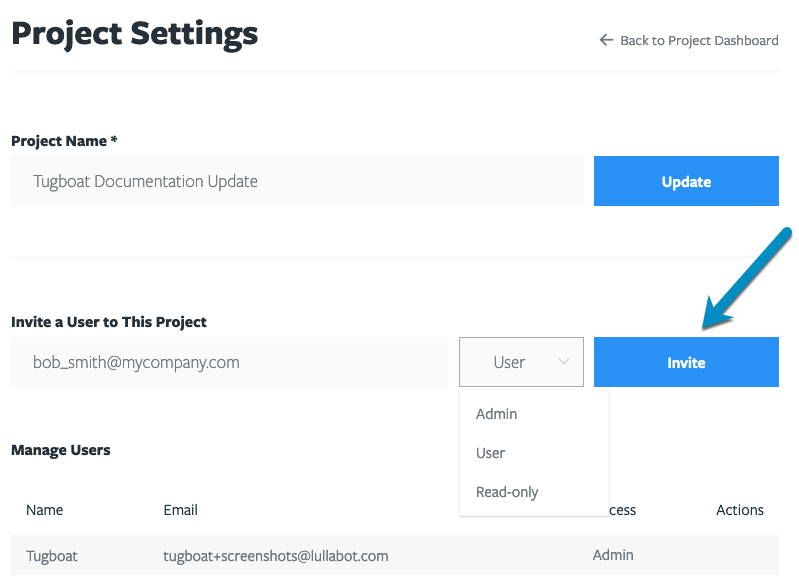 Project Settings
← Back to Project Dashboard
Project Name *
Tugboat Documentation Update
Update
Invite a User to This Project
bob_smith@mycompany.com
User
Invite
Admin
User
Read-only
Manage Users
Name Email cess Actions
Tugboat tugboat+screenshots@lullabot.com Admin